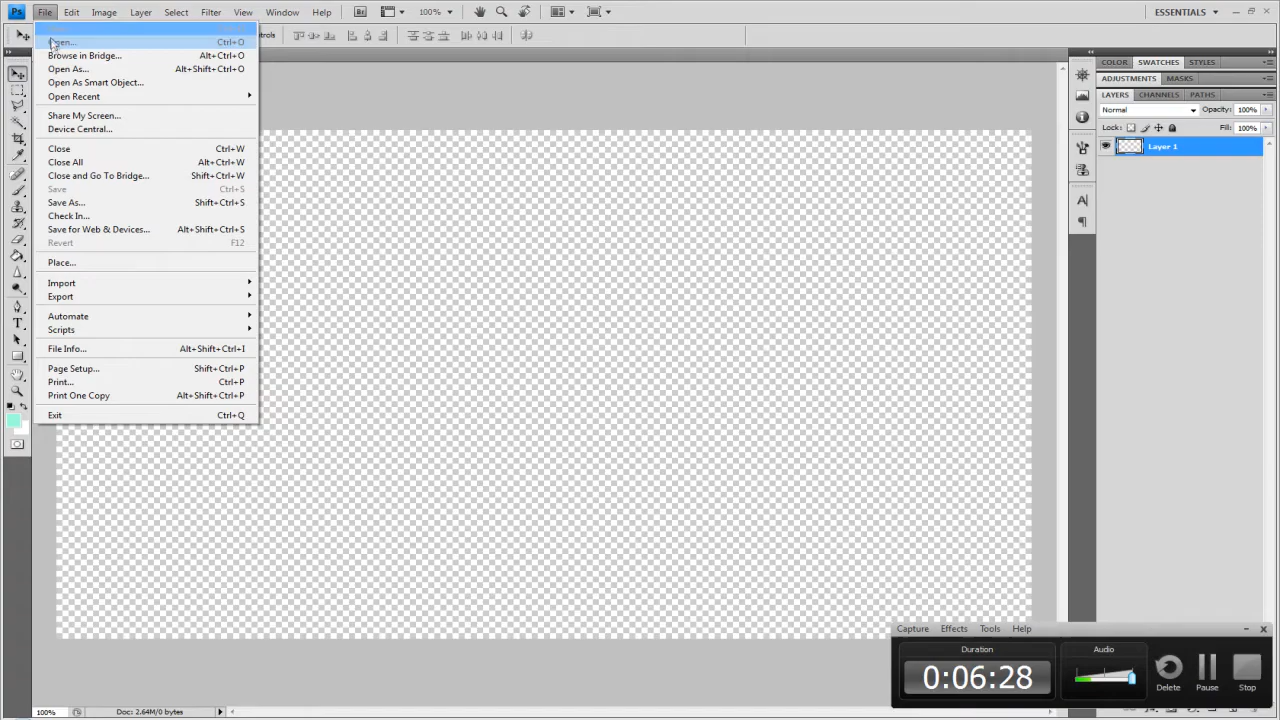 Ps File Edit Image Layer Select Filter View Window Help Br 100% ESSENTIALS
Open... Ctrl+O
Browse in Bridge... Alt+Ctrl+O
Open As... Alt+Shift+Ctrl+O
Open As Smart Object...
Open Recent
Share My Screen...
Device Central...
Close Ctrl+W
Close All Alt+Ctrl+W
Close and Go To Bridge... Shift+Ctrl+W
Save Ctrl+S
Save As... Shift+Ctrl+S
Check In...
Save for Web & Devices... Alt+Shift+Ctrl+S
Revert F12
Place...
Import
Export
Automate
Scripts
File Info... Alt+Shift+Ctrl+I
Page Setup... Shift+Ctrl+P
Print... Ctrl+P
Print One Copy Alt+Shift+Ctrl+P
Exit Ctrl+Q
COLOR SWATCHES STYLES
ADJUSTMENTS MASKS
LAYERS CHANNELS PATHS
Normal Opacity: 100%
Lock: Fill: 100%
Layer 1
Capture Effects Tools Help
Duration Audio
0:06:28
Delete Pause Stop
100% Doc: 2.64M/0 bytes